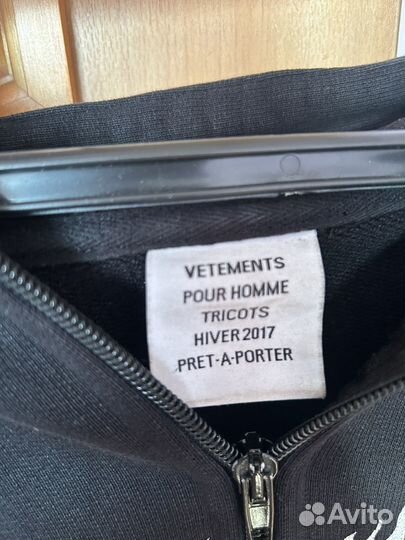 VETEMENTS
POUR HOMME
TRICOTS
HIVER 2017
PRET-A-PORTER
Avito